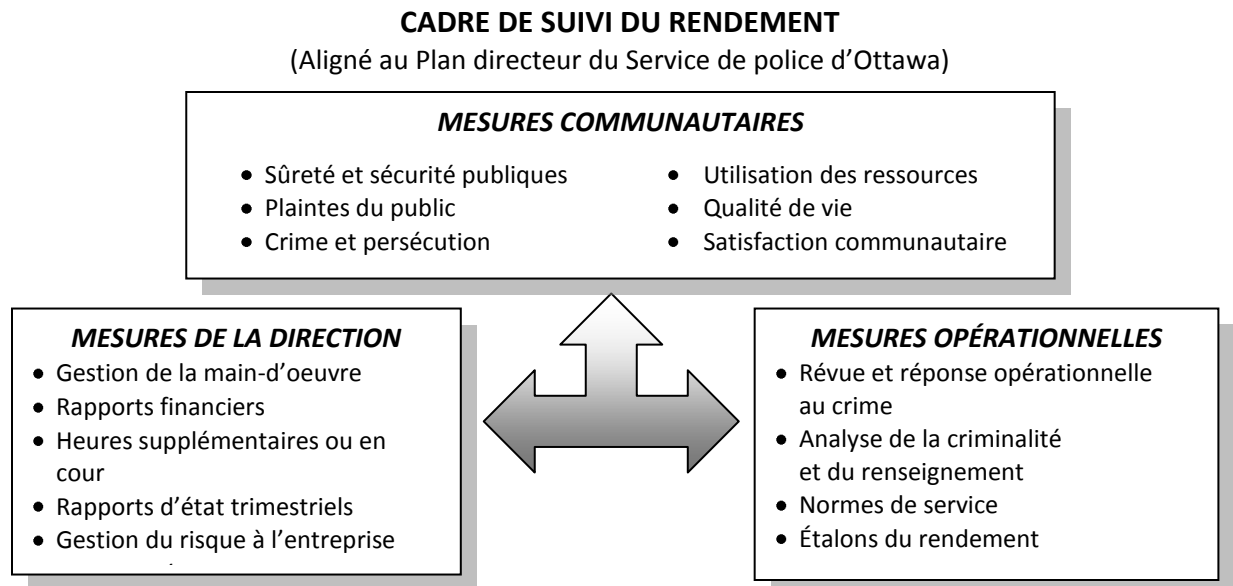 CADRE DE SUIVI DU RENDEMENT
(Aligné au Plan directeur du Service de police d’Ottawa)
MESURES COMMUNAUTAIRES
• Sûreté et sécurité publiques
• Plaintes du public
• Crime et persécution
• Utilisation des ressources
• Qualité de vie
• Satisfaction communautaire
MESURES DE LA DIRECTION
• Gestion de la main-d'oeuvre
• Rapports financiers
• Heures supplémentaires ou en
cour
• Rapports d’état trimestriels
• Gestion du risque à l’entreprise
MESURES OPÉRATIONNELLES
• Révue et réponse opérationnelle
au crime
• Analyse de la criminalité
et du renseignement
• Normes de service
• Étalons du rendement